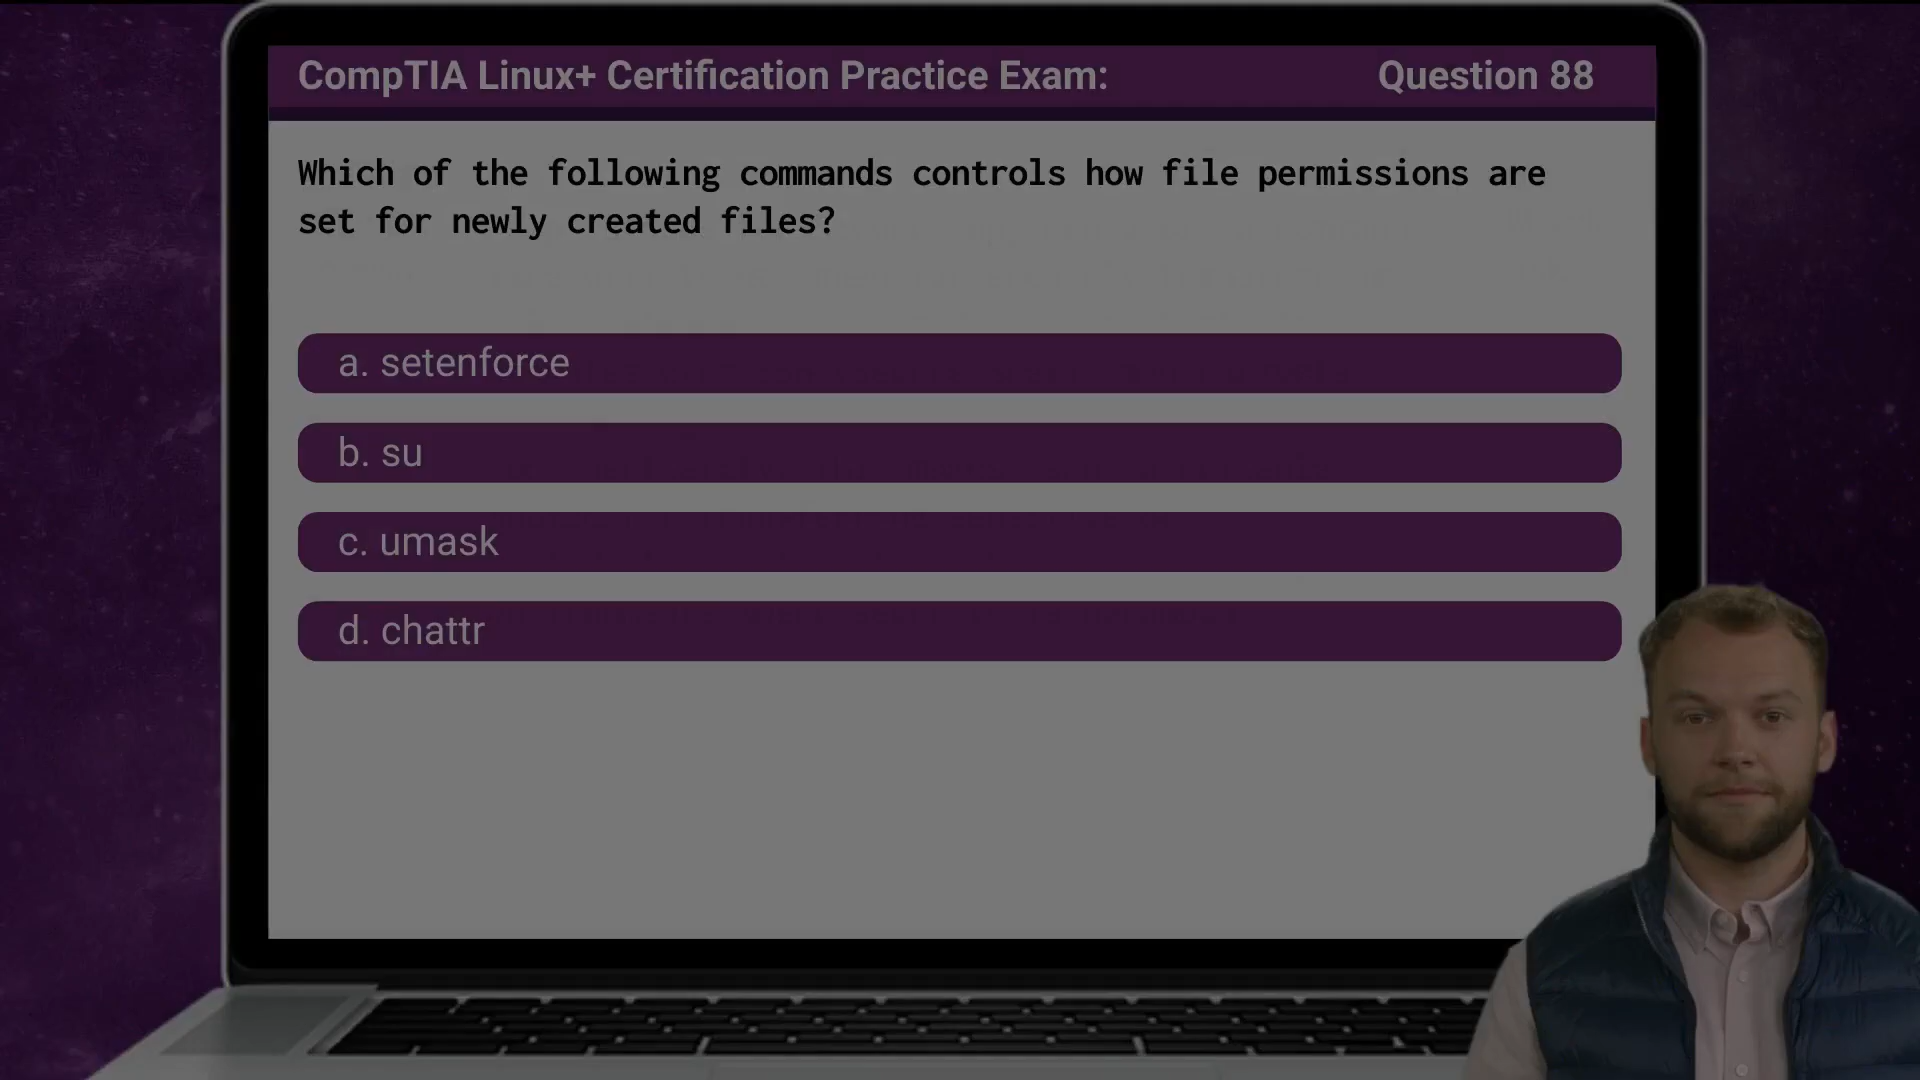 CompTIA Linux+ Certification Practice Exam:
Question 88
Which of the following commands controls how file permissions are
set for newly created files?
a. setenforce
b. su
c. umask
d. chattr